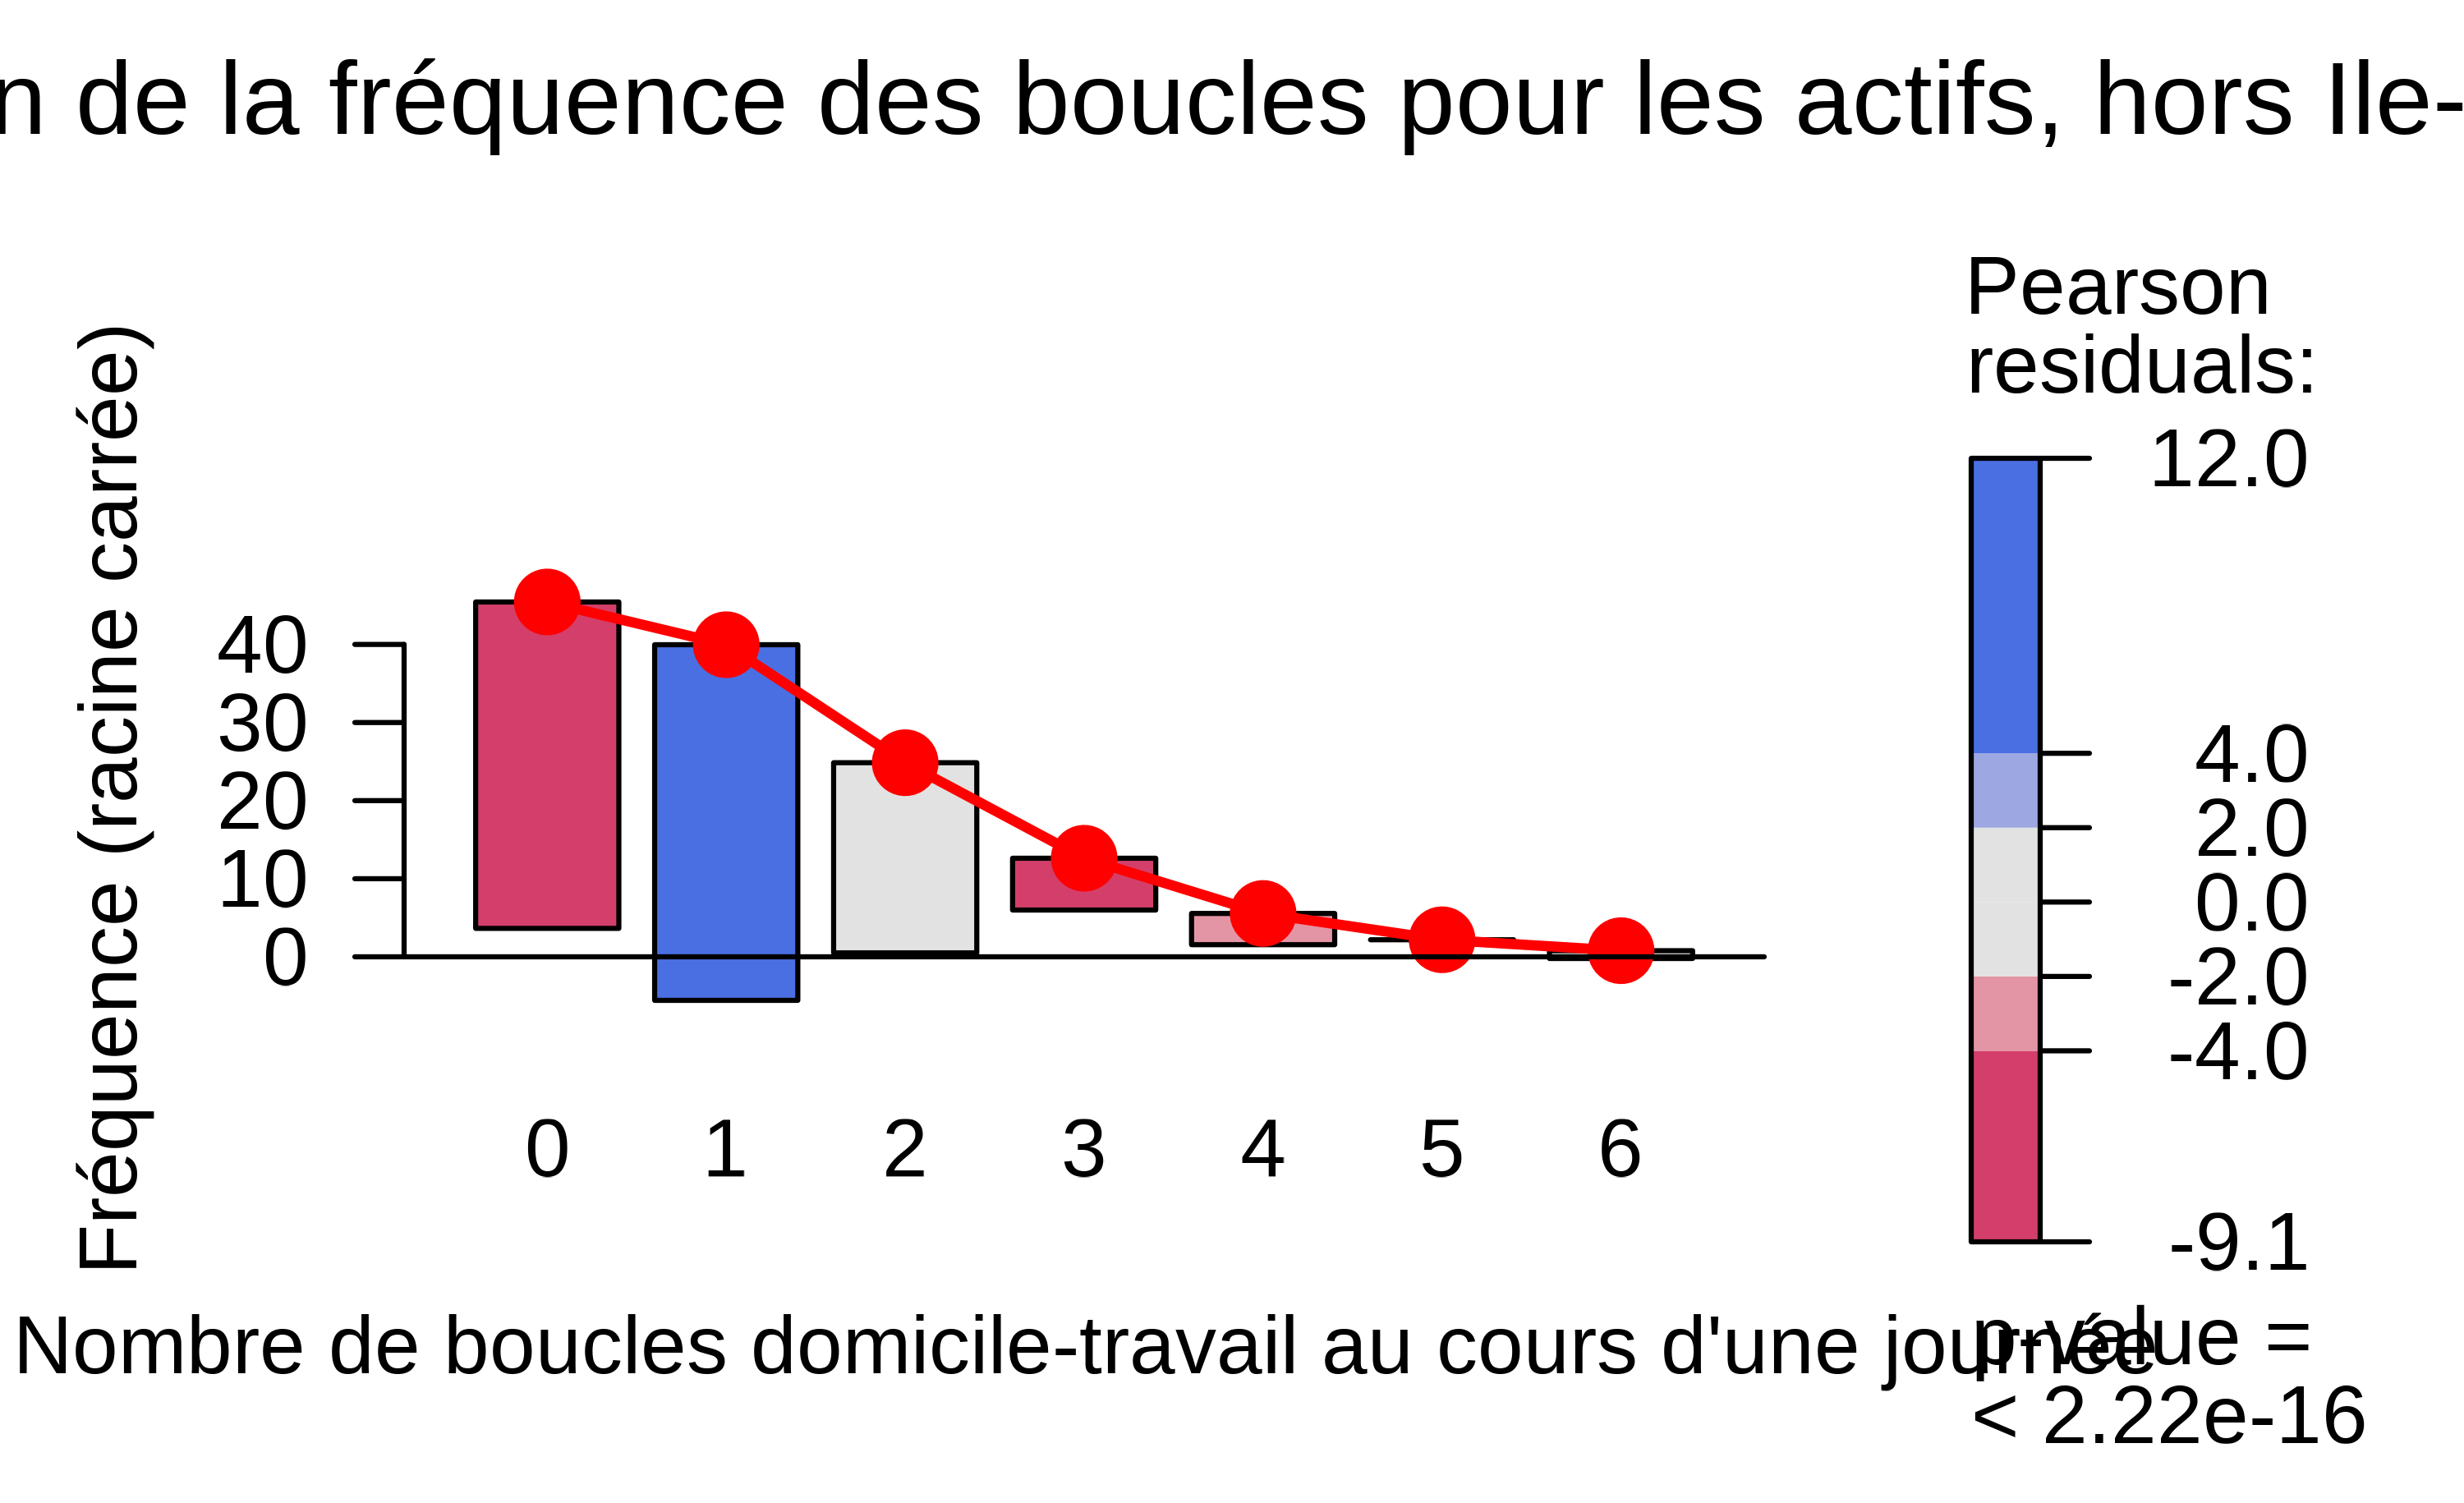 n de la fréquence des boucles pour les actifs, hors Ile-
Fréquence (racine carrée)
40
30
20
10
0
0 1 2 3 4 5 6
Nombre de boucles domicile-travail au cours d'une journée
Pearson
residuals:
12.0
4.0
2.0
0.0
-2.0
-4.0
-9.1
p-value =
< 2.22e-16